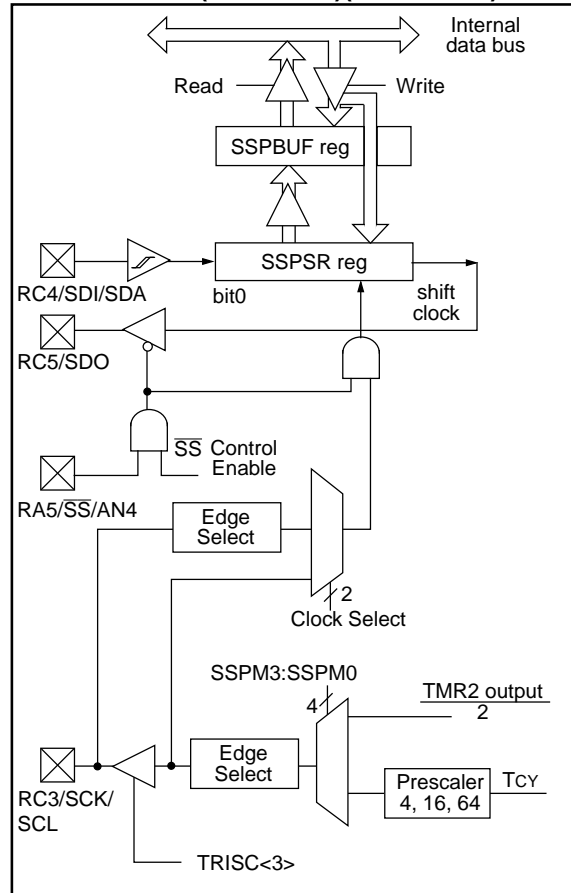 Internal
data bus
Read
Write
SSPBUF reg
SSPSR reg
RC4/SDI/SDA
bit0
shift
clock
RC5/SDO
SS Control
Enable
RA5/SS/AN4
Edge
Select
2
Clock Select
SSPM3:SSPM0
4
TMR2 output
2
Edge
Select
Prescaler
4, 16, 64
TCY
RC3/SCK/
SCL
TRISC<3>